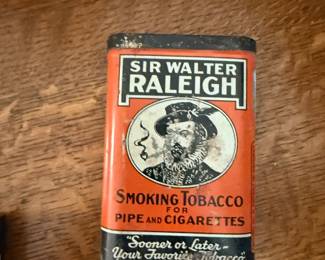 SIR WALTER
RALEIGH
SMOKING TOBACCO
FOR
PIPE AND CIGARETTES
"Sooner or Later-
Your Favorite Tobacco"